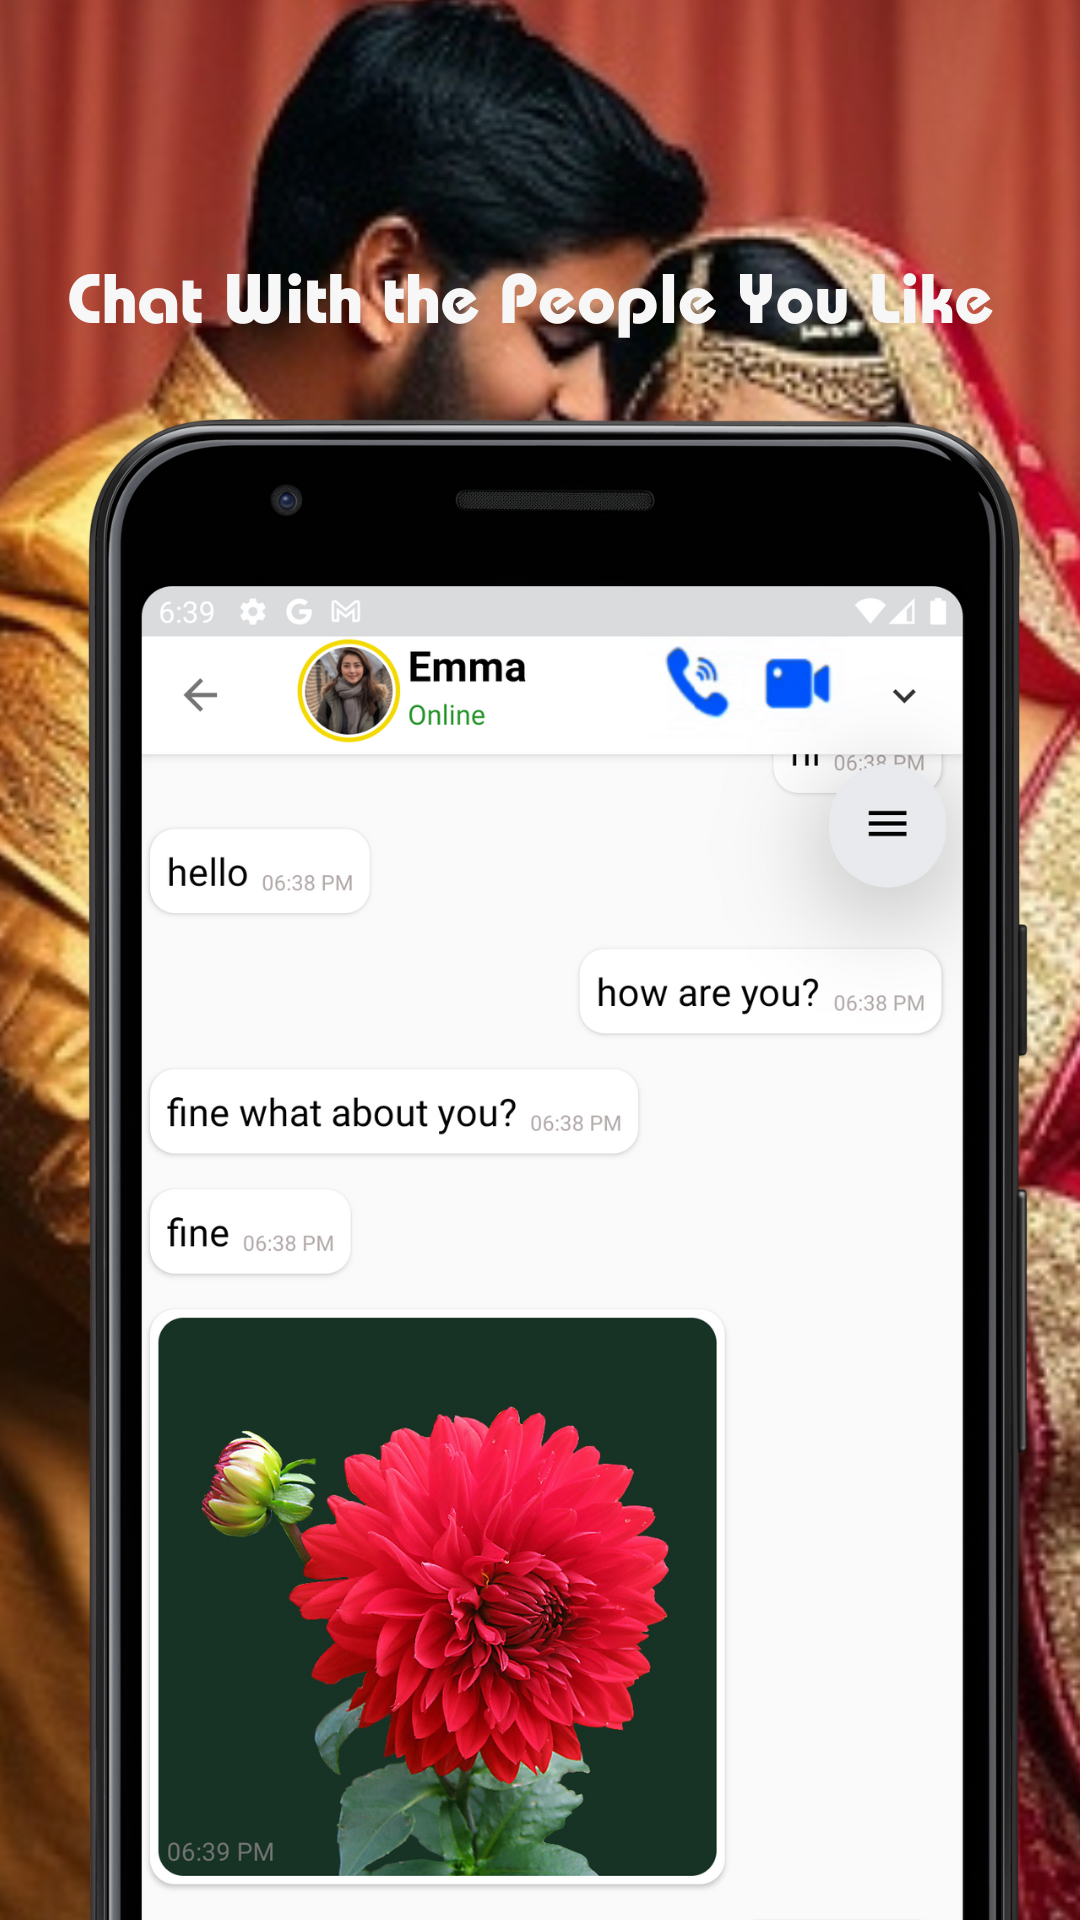 Chat With the People You Like
6:39
Emma
Online
06:38 PM
hello 06:38 PM
how are you? 06:38 PM
fine what about you? 06:38 PM
fine 06:38 PM
06:39 PM